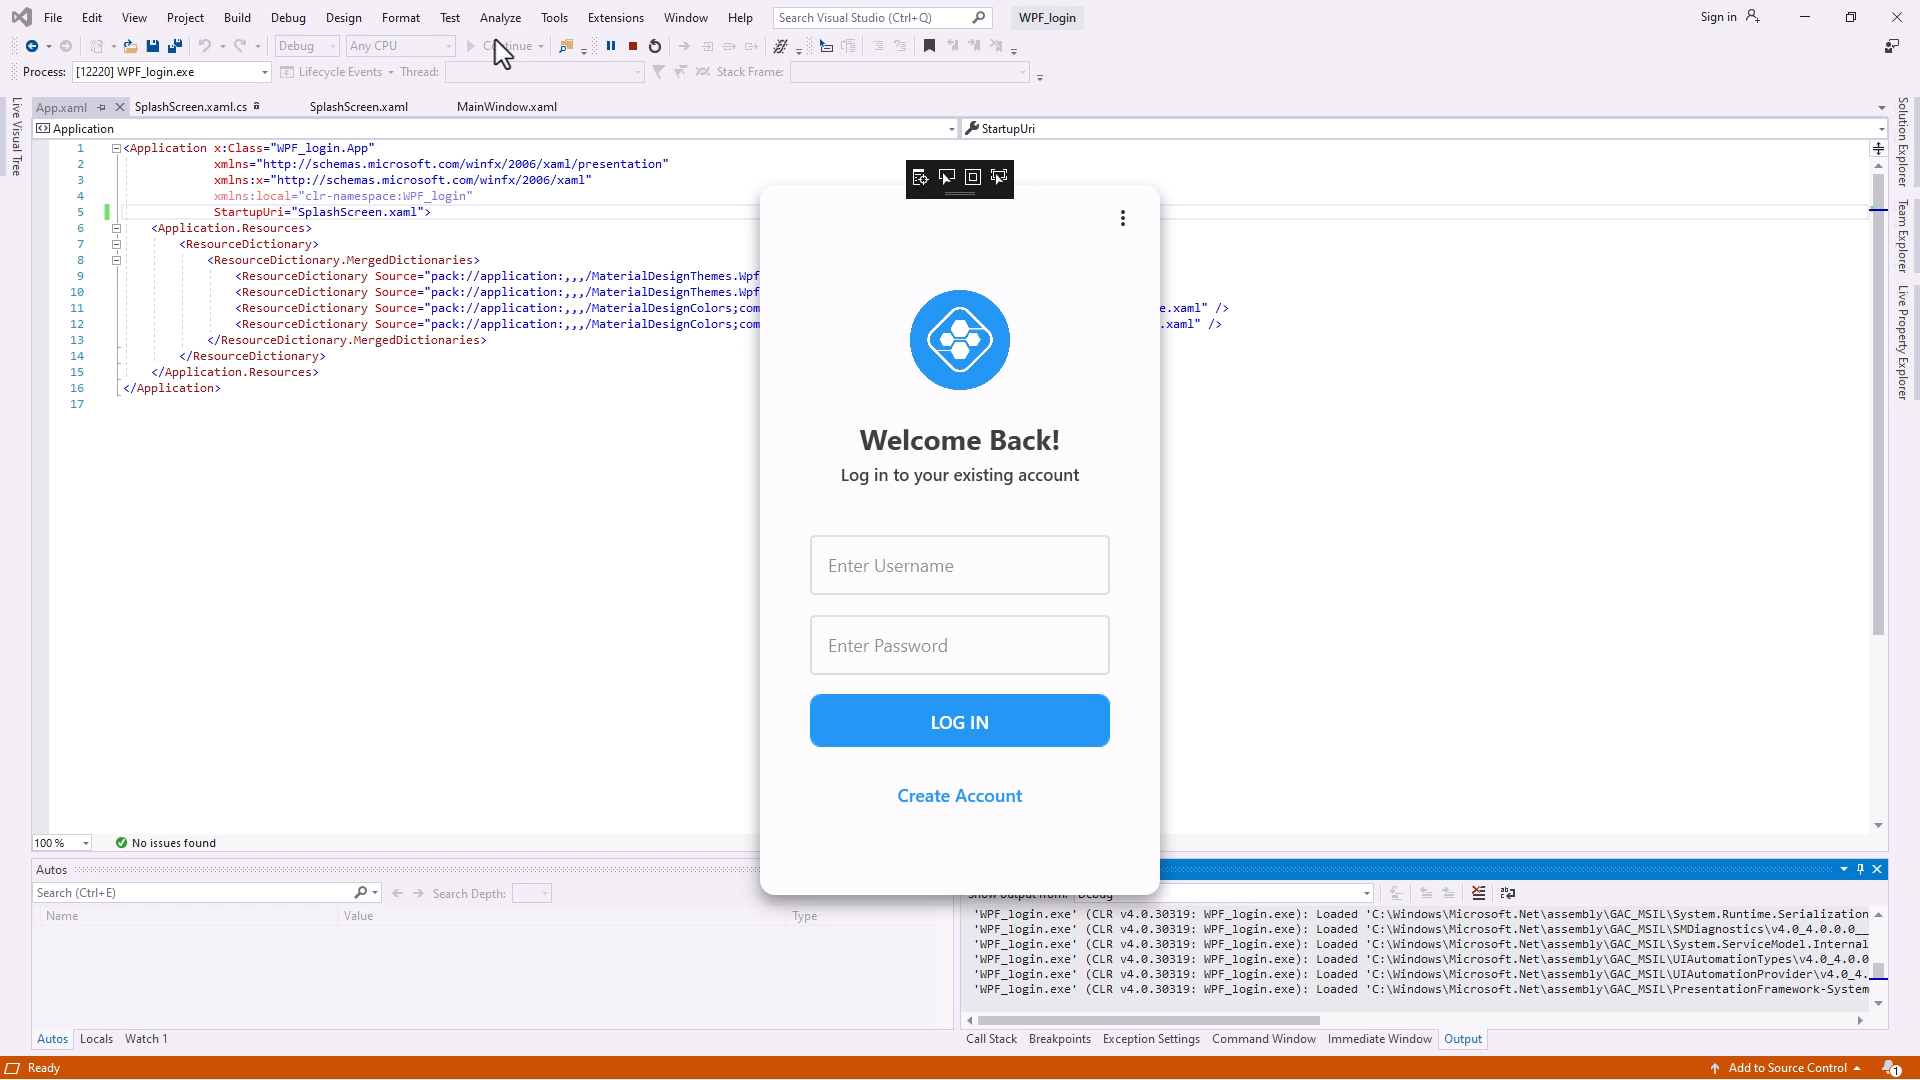 File Edit View Project Build Debug Design Format Test Analyze Tools Extensions Window Help Search Visual Studio (Ctrl+Q) WPF_login Sign in
Debug Any CPU Continue
Process: [12220] WPF_login.exe Lifecycle Events Thread: Stack Frame:
App.xaml SplashScreen.xaml.cs SplashScreen.xaml MainWindow.xaml
Application StartupUri
1 <Application x:Class="WPF_login.App"
2 xmlns="http://schemas.microsoft.com/winfx/2006/xaml/presentation"
3 xmlns:x="http://schemas.microsoft.com/winfx/2006/xaml"
4 xmlns:local="clr-namespace:WPF_login"
5 StartupUri="SplashScreen.xaml">
6 <Application.Resources>
7 <ResourceDictionary>
8 <ResourceDictionary.MergedDictionaries>
9 <ResourceDictionary Source="pack://application:,,,/MaterialDesignThemes.Wpf
10 <ResourceDictionary Source="pack://application:,,,/MaterialDesignThemes.Wpf
11 <ResourceDictionary Source="pack://application:,,,/MaterialDesignColors;com e.xaml" />
12 <ResourceDictionary Source="pack://application:,,,/MaterialDesignColors;com .xaml" />
13 </ResourceDictionary.MergedDictionaries>
14 </ResourceDictionary>
15 </Application.Resources>
16 </Application>
17
Live Visual Tree
Solution Explorer
Team Explorer
Live Property Explorer
Welcome Back!
Log in to your existing account
Enter Username
Enter Password
LOG IN
Create Account
100 % No issues found
Autos
Search (Ctrl+E) Search Depth:
Name Value Type
'WPF_login.exe' (CLR v4.0.30319: WPF_login.exe): Loaded 'C:\Windows\Microsoft.Net\assembly\GAC_MSIL\System.Runtime.Serialization
'WPF_login.exe' (CLR v4.0.30319: WPF_login.exe): Loaded 'C:\Windows\Microsoft.Net\assembly\GAC_MSIL\SMDiagnostics\v4.0_4.0.0.0__
'WPF_login.exe' (CLR v4.0.30319: WPF_login.exe): Loaded 'C:\Windows\Microsoft.Net\assembly\GAC_MSIL\System.ServiceModel.Internal
'WPF_login.exe' (CLR v4.0.30319: WPF_login.exe): Loaded 'C:\Windows\Microsoft.Net\assembly\GAC_MSIL\UIAutomationTypes\v4.0_4.0.0
'WPF_login.exe' (CLR v4.0.30319: WPF_login.exe): Loaded 'C:\Windows\Microsoft.Net\assembly\GAC_MSIL\UIAutomationProvider\v4.0_4.
'WPF_login.exe' (CLR v4.0.30319: WPF_login.exe): Loaded 'C:\Windows\Microsoft.Net\assembly\GAC_MSIL\PresentationFramework-System
Autos Locals Watch 1
Call Stack Breakpoints Exception Settings Command Window Immediate Window Output
Ready Add to Source Control 1